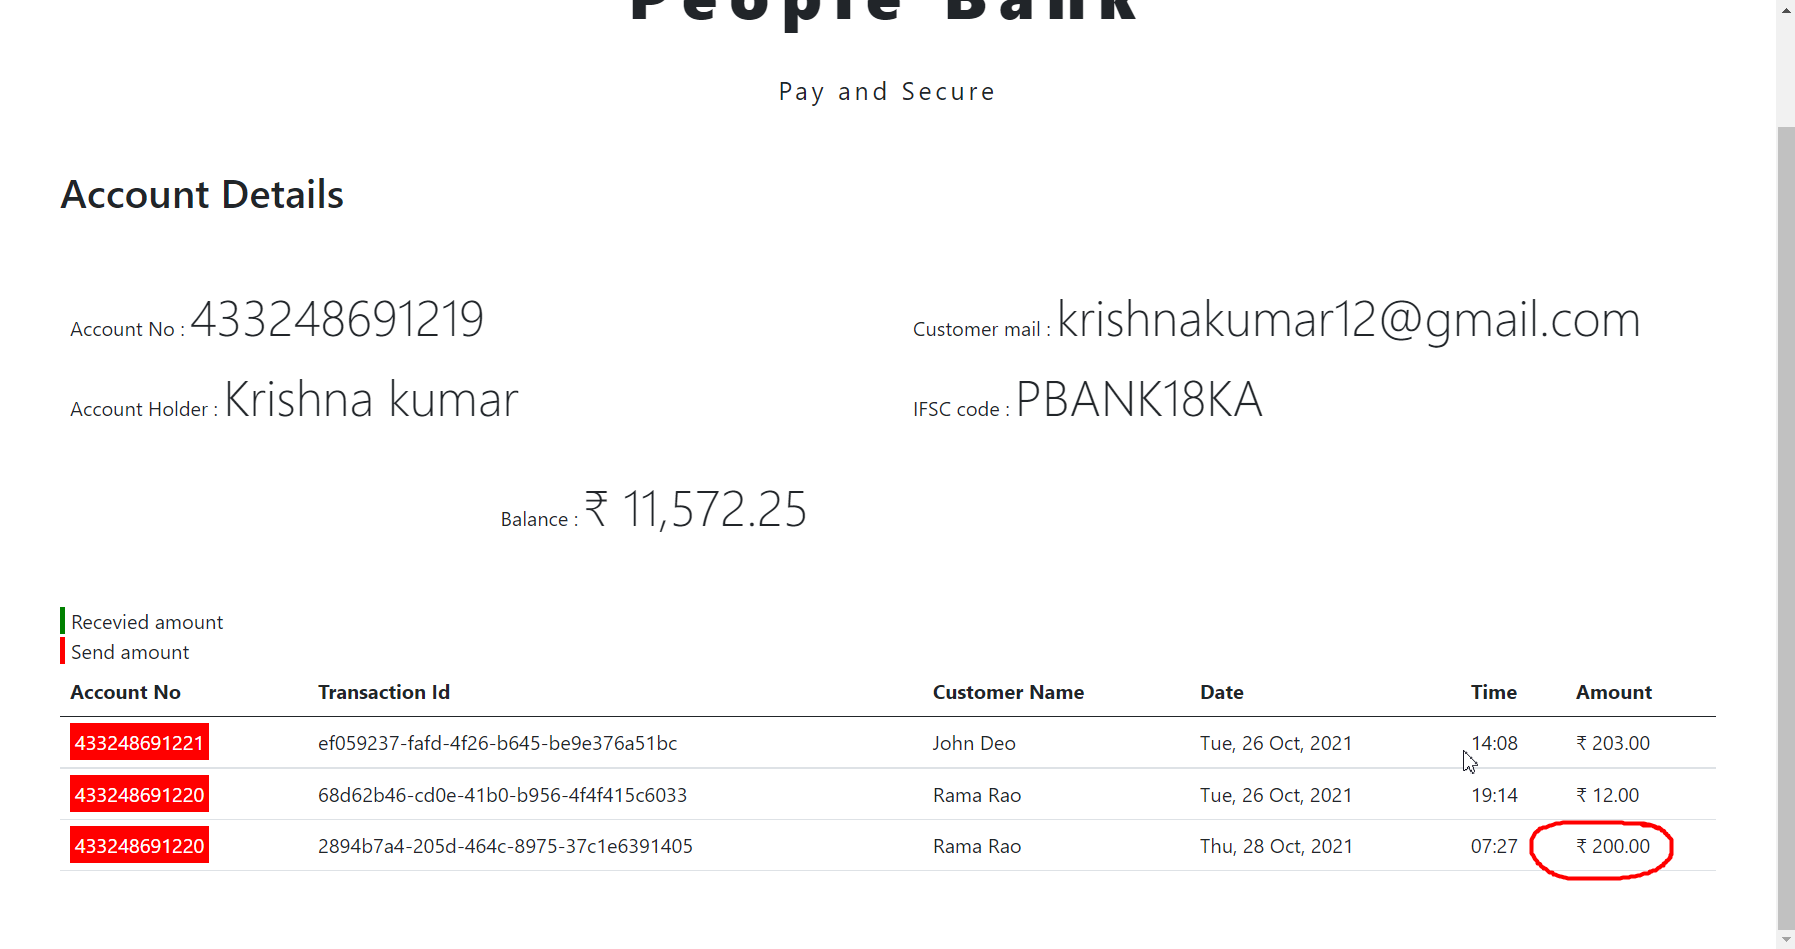 People Bank
Pay and Secure
Account Details
Account No : 433248691219
Customer mail : krishnakumar12@gmail.com
Account Holder : Krishna kumar
IFSC code : PBANK18KA
Balance : ₹ 11,572.25
Recevied amount
Send amount
Account No Transaction Id Customer Name Date Time Amount
433248691221 ef059237-fafd-4f26-b645-be9e376a51bc John Deo Tue, 26 Oct, 2021 14:08 ₹ 203.00
433248691220 68d62b46-cd0e-41b0-b956-4f4f415c6033 Rama Rao Tue, 26 Oct, 2021 19:14 ₹ 12.00
433248691220 2894b7a4-205d-464c-8975-37c1e6391405 Rama Rao Thu, 28 Oct, 2021 07:27 ₹ 200.00